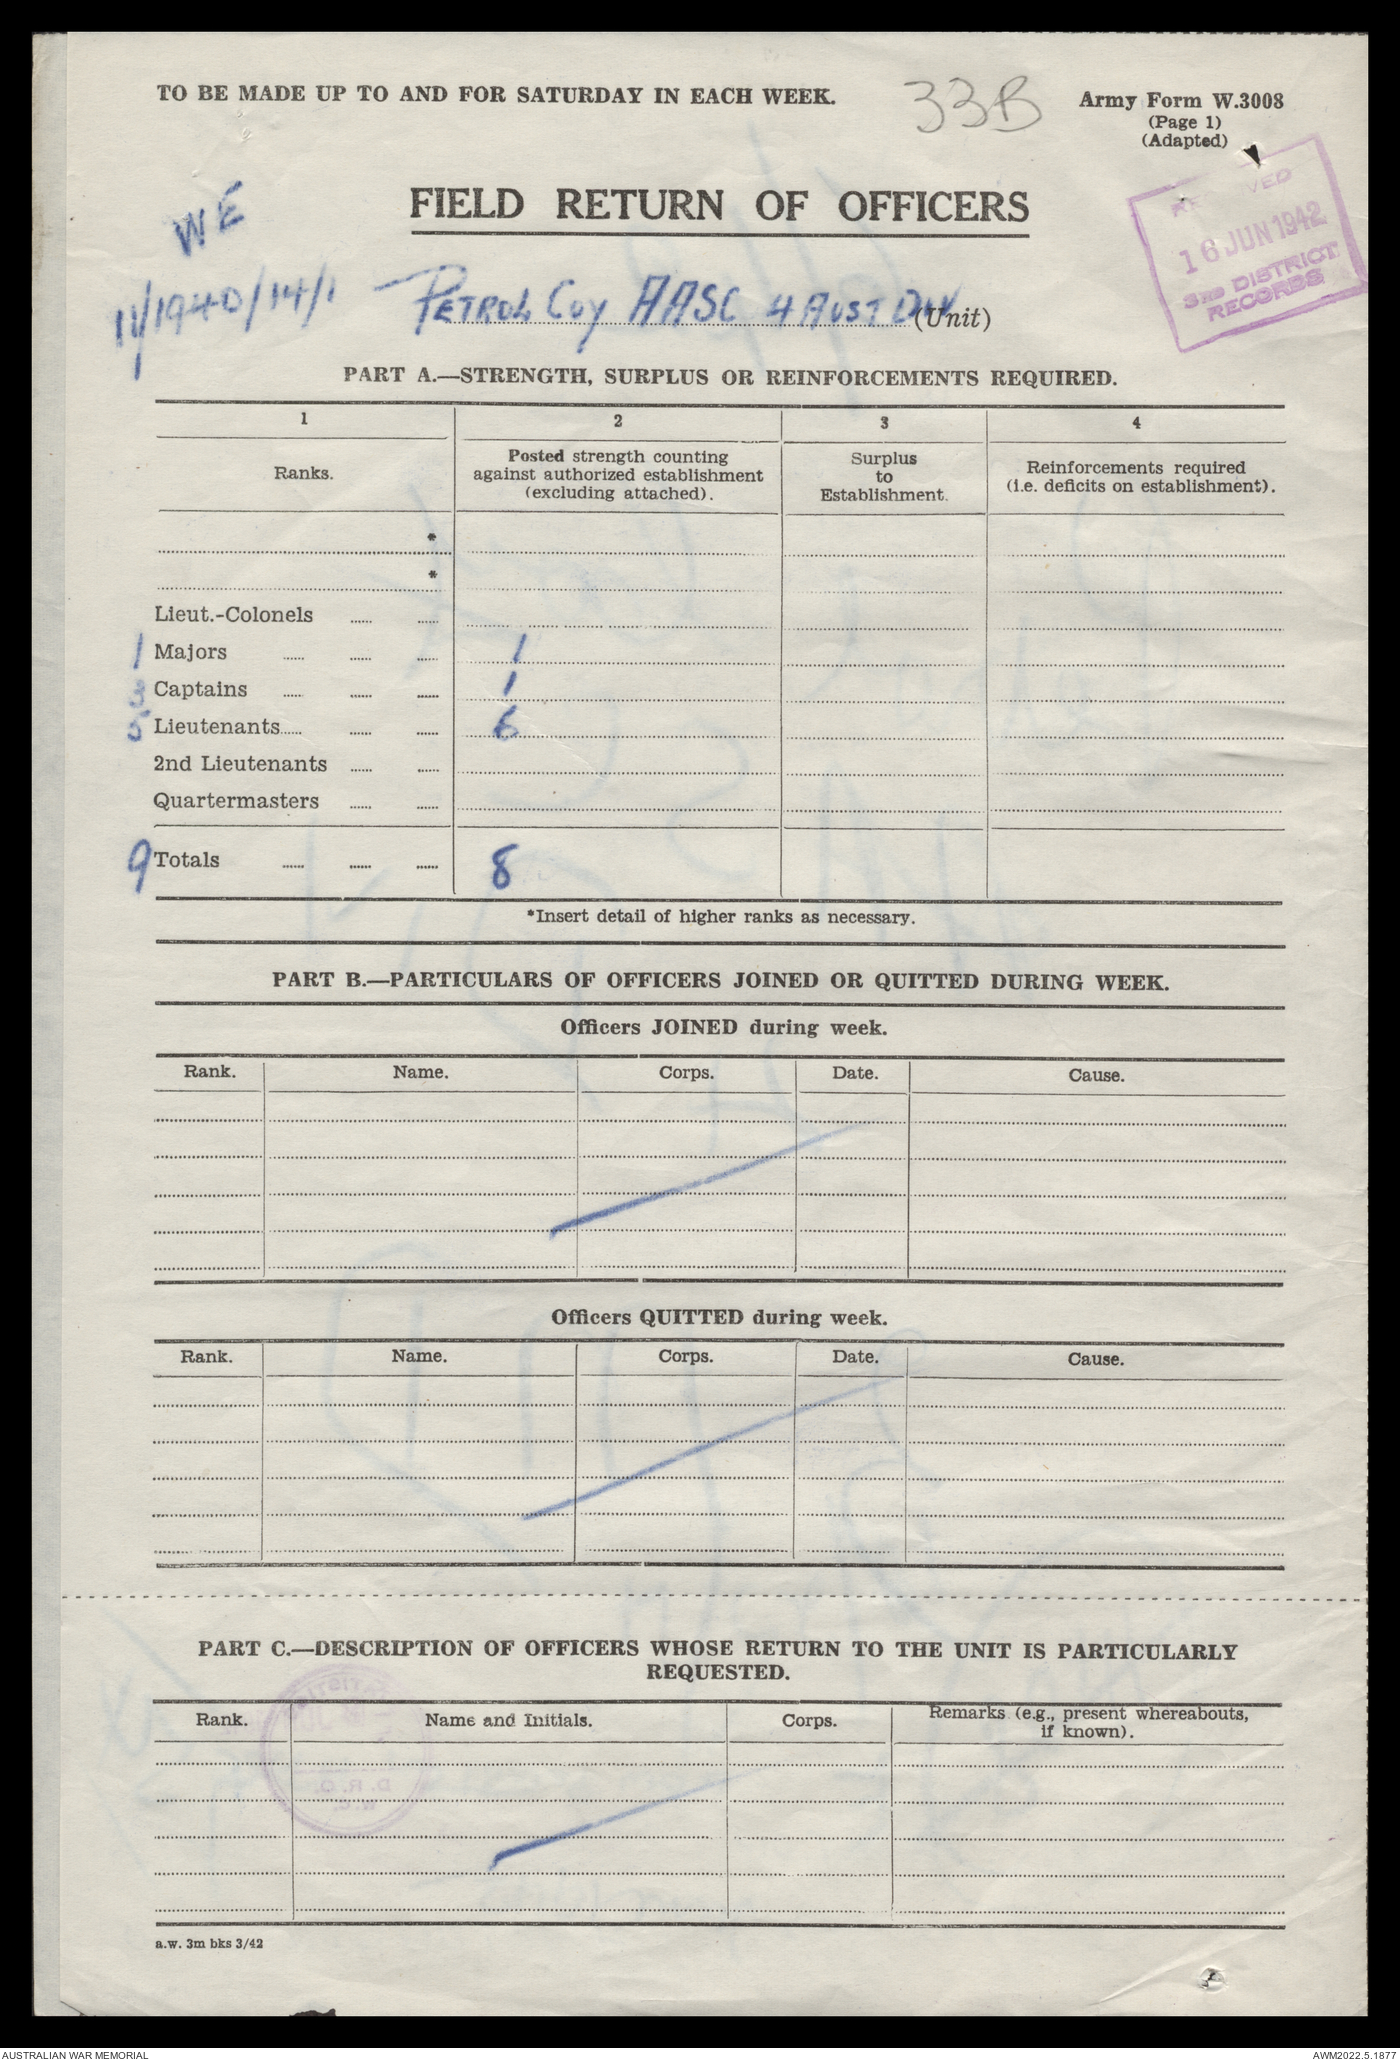 TO BE MADE UP TO AND FOR SATURDAY IN EACH WEEK.
33B
Army Form W.3008
(Page 1)
(Adapted)
RECEIVED
16 JUN 1942
3RD DISTRICT
RECORDS
FIELD RETURN OF OFFICERS
WE
11/1940/14/1
PETROL Coy AASC 4 AUST DIV (Unit)
PART A.—STRENGTH, SURPLUS OR REINFORCEMENTS REQUIRED.
1 2 3 4
Ranks.
Posted strength counting
against authorized establishment
(excluding attached).
Surplus
to
Establishment.
Reinforcements required
(i.e. deficits on establishment).
*
*
Lieut.-Colonels
1 Majors 1
3 Captains 1
5 Lieutenants 6
2nd Lieutenants
Quartermasters
9 Totals 8
*Insert detail of higher ranks as necessary.
PART B.—PARTICULARS OF OFFICERS JOINED OR QUITTED DURING WEEK.
Officers JOINED during week.
Rank. Name. Corps. Date. Cause.
Officers QUITTED during week.
Rank. Name. Corps. Date. Cause.
PART C.—DESCRIPTION OF OFFICERS WHOSE RETURN TO THE UNIT IS PARTICULARLY
REQUESTED.
Rank. Name and Initials. Corps. Remarks (e.g., present whereabouts,
if known).
a.w. 3m bks 3/42
AUSTRALIAN WAR MEMORIAL
AWM2022.5.1877